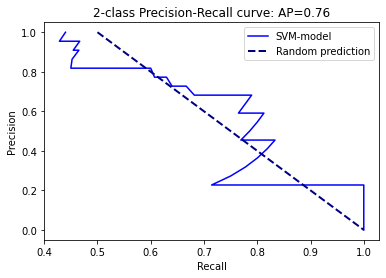 2-class Precision-Recall curve: AP=0.76
SVM-model
Random prediction
Precision
1.0
0.8
0.6
0.4
0.2
0.0
0.4
0.5
0.6
0.7
0.8
0.9
1.0
Recall